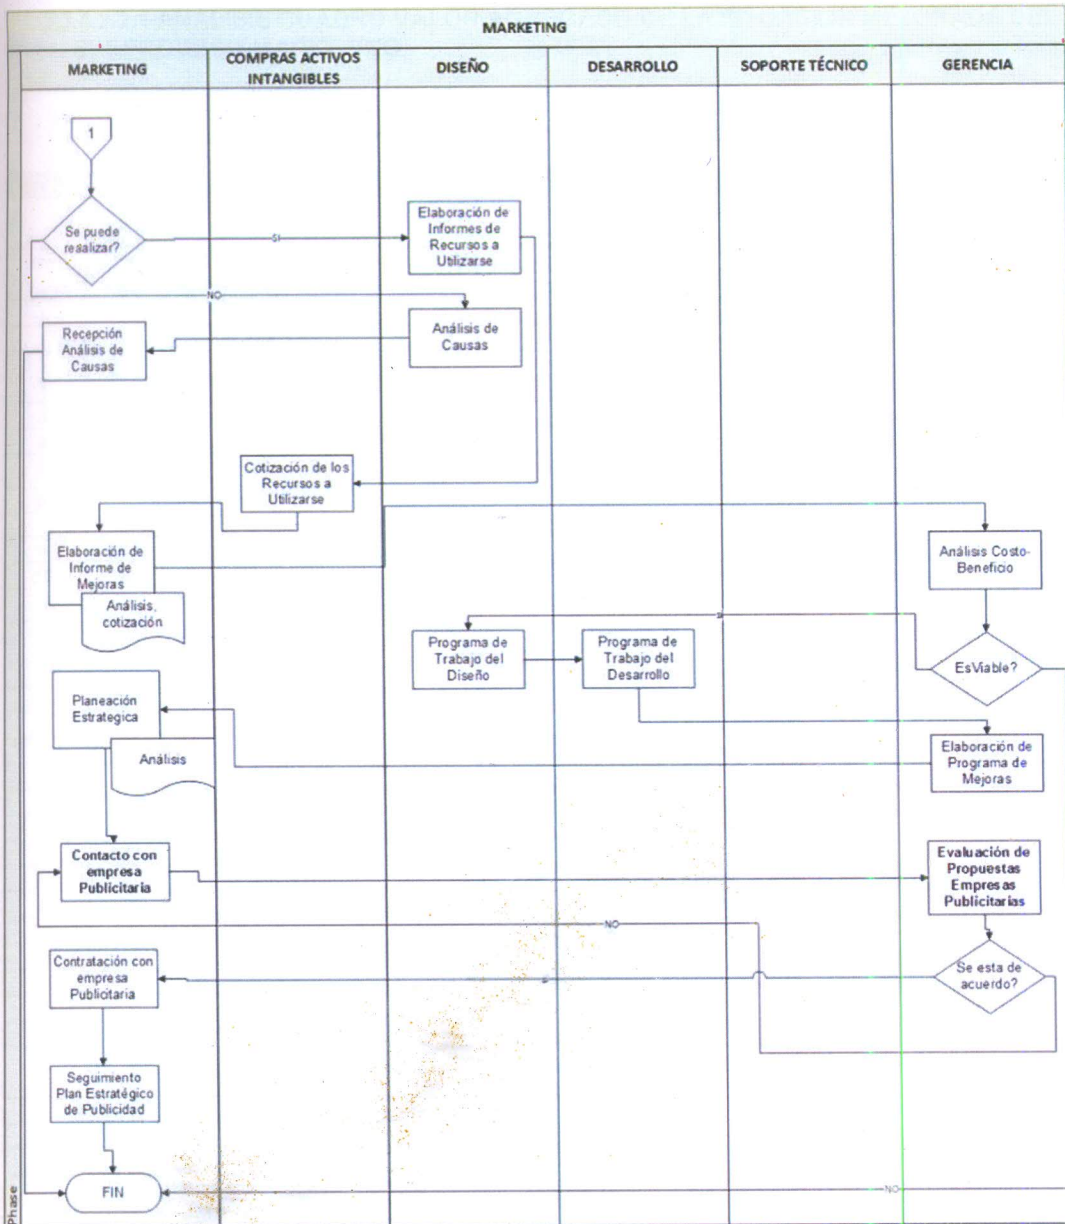 MARKETING
MARKETING
COMPRAS ACTIVOS
INTANGIBLES
DISEÑO
DESARROLLO
SOPORTE TÉCNICO
GERENCIA
1
Se puede
resalizar?
SI
Elaboración de
Informes de
Recursos a
Utilizarse
NO
Recepción
Análisis de
Causas
Análisis de
Causas
Cotización de los
Recursos a
Utilizarse
Elaboración de
Informe de
Mejoras
Análisis,
cotización
Análisis Costo-
Beneficio
SI
Programa de
Trabajo del
Diseño
Programa de
Trabajo del
Desarrollo
EsViable?
Planeación
Estrategica
Análisis
Elaboración de
Programa de
Mejoras
Contacto con
empresa
Publicitaria
Evaluación de
Propuestas
Empresas
Publicitarias
NO
Contratación con
empresa
Publicitaria
SI
Se esta de
acuerdo?
Seguimiento
Plan Estratégico
de Publicidad
FIN
NO
Phase